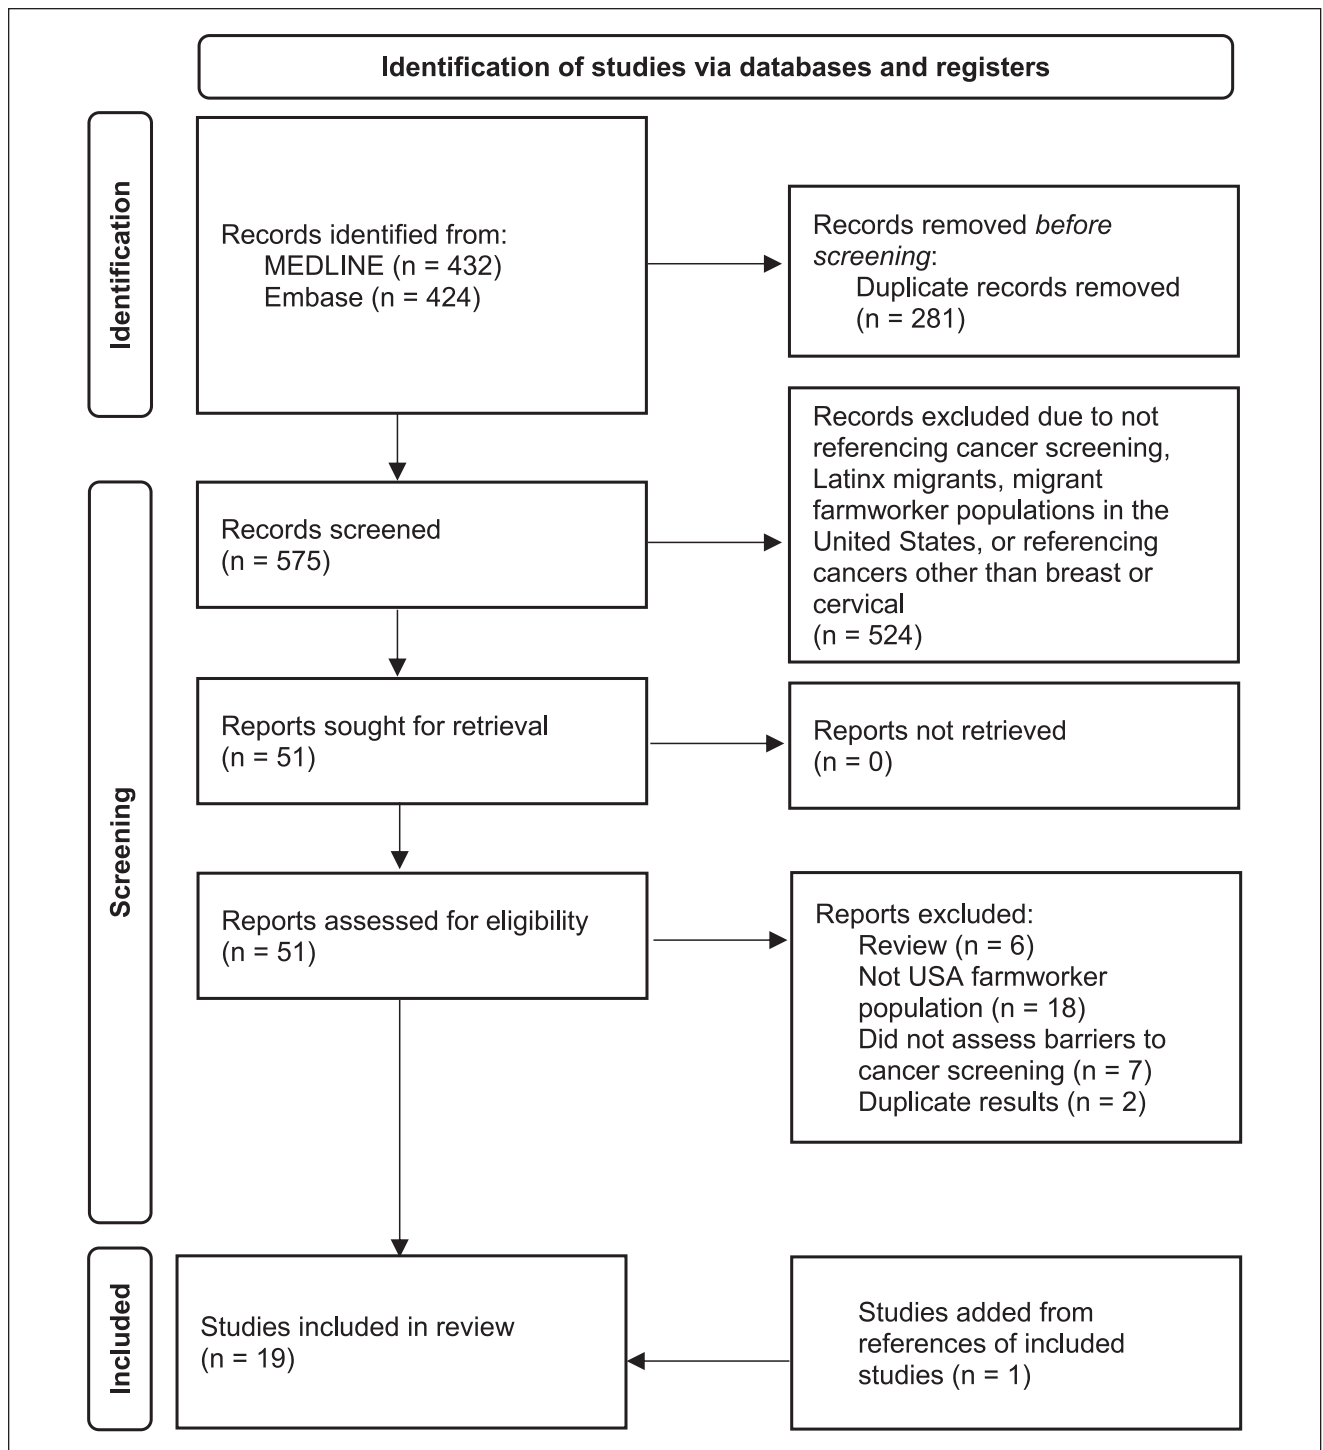 Identification of studies via databases and registers
Identification
Records identified from:
MEDLINE (n = 432)
Embase (n = 424)
Records removed before
screening:
Duplicate records removed
(n = 281)
Screening
Records screened
(n = 575)
Records excluded due to not
referencing cancer screening,
Latinx migrants, migrant
farmworker populations in the
United States, or referencing
cancers other than breast or
cervical
(n = 524)
Reports sought for retrieval
(n = 51)
Reports not retrieved
(n = 0)
Reports assessed for eligibility
(n = 51)
Reports excluded:
Review (n = 6)
Not USA farmworker
population (n = 18)
Did not assess barriers to
cancer screening (n = 7)
Duplicate results (n = 2)
Included
Studies included in review
(n = 19)
Studies added from
references of included
studies (n = 1)